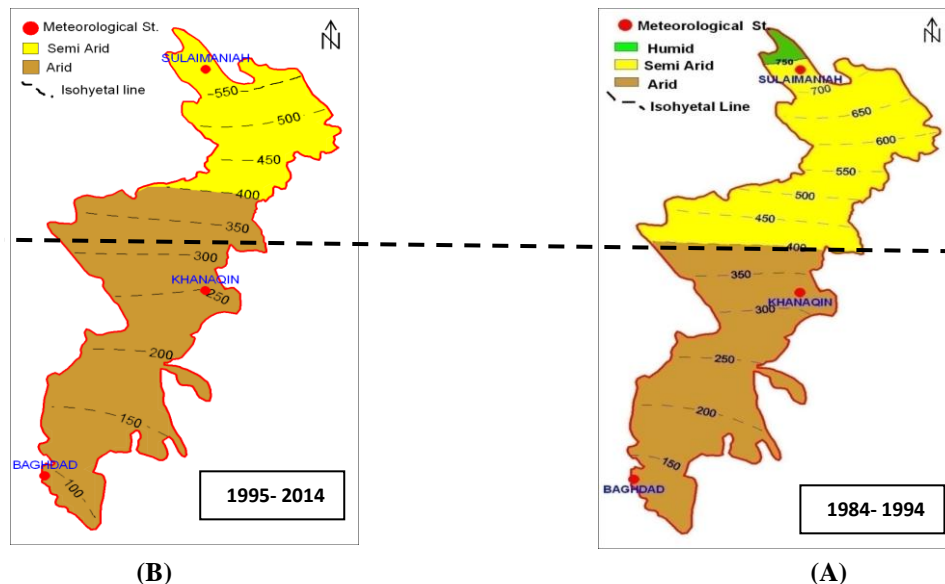 Meteorological St.
Semi Arid
Arid
Isohyetal line
N
SULAIMANIAH
550
500
450
400
350
300
KHANAQIN
250
200
150
BAGHDAD
100
1995- 2014
(B)
Meteorological St.
Humid
Semi Arid
Arid
Isohyetal Line
N
750
SULAIMANIAH
700
650
600
550
500
450
400
350
KHANAQIN
300
250
200
150
BAGHDAD
1984- 1994
(A)